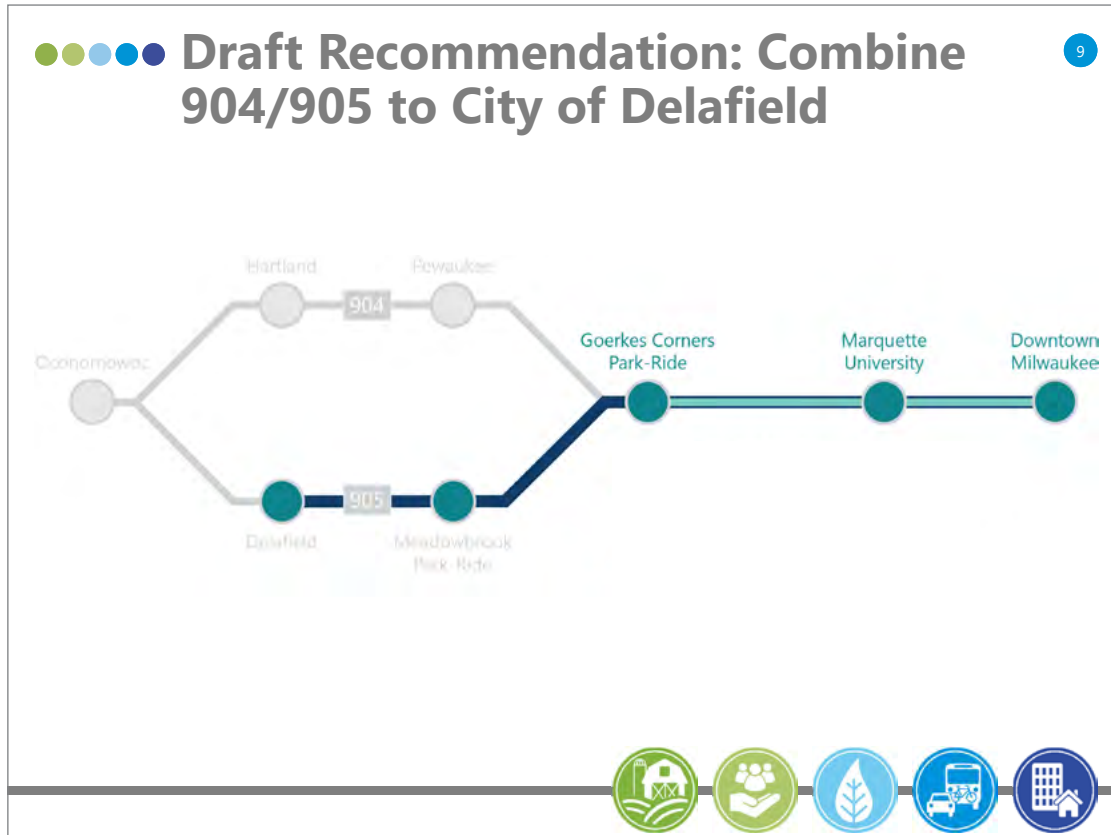 Draft Recommendation: Combine
9
904/905 to City of Delafield
Hartland
Pewaukee
904
Goerkes Corners
Park-Ride
Marquette
University
Downtown
Milwaukee
Oconomowoc
905
Delafield
Meadowbrook
Park-Ride